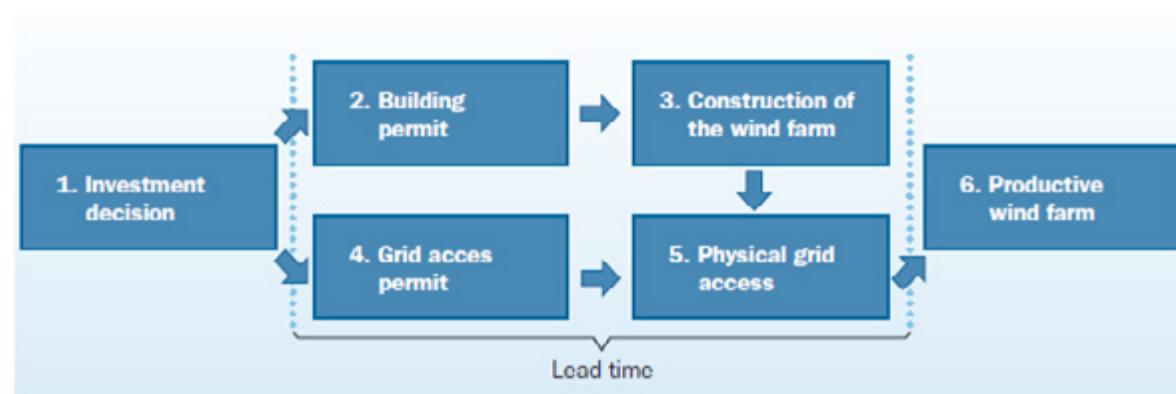 1. Investment
decision
2. Building
permit
3. Construction of
the wind farm
4. Grid acces
permit
5. Physical grid
access
6. Productive
wind farm
Lead time